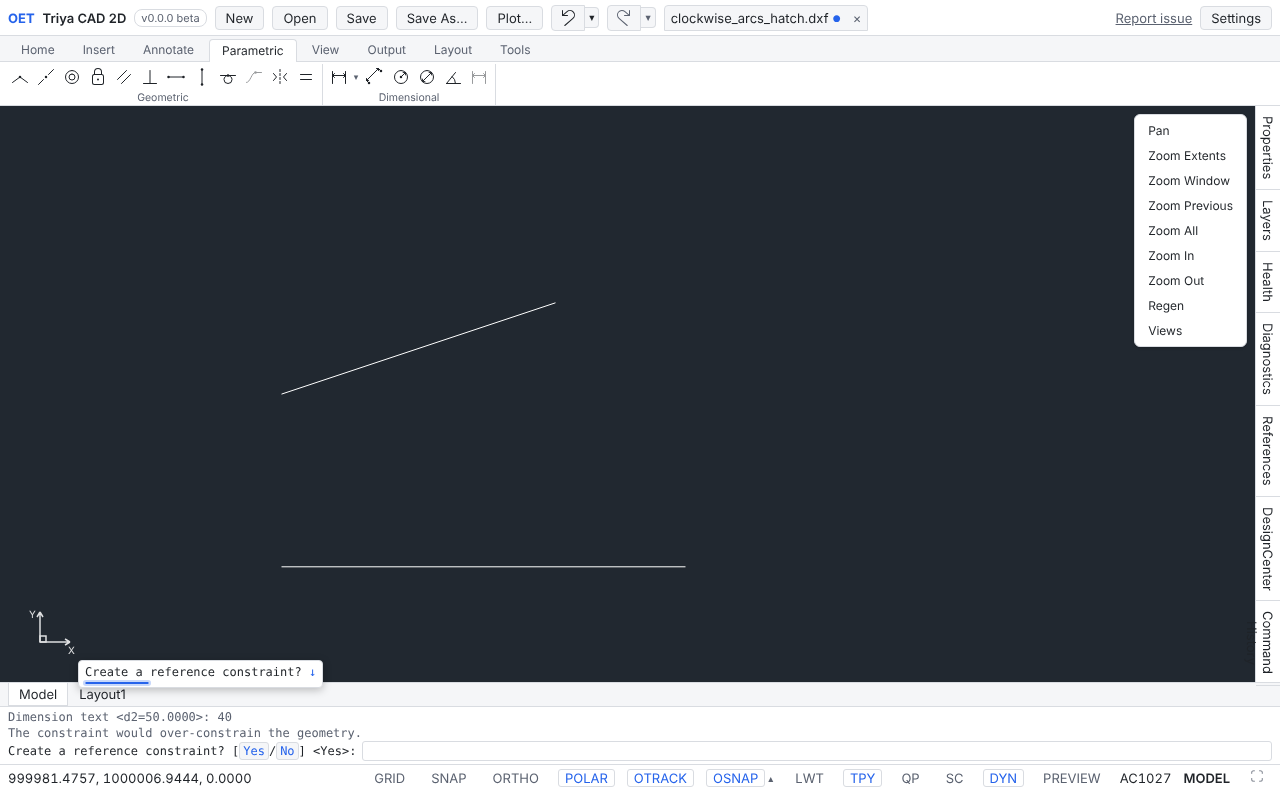 OET Triya CAD 2D v0.0.0 beta New Open Save Save As... Plot... ▾ ▾ clockwise_arcs_hatch.dxf × Report issue Settings
Home Insert Annotate Parametric View Output Layout Tools
Geometric Dimensional
Pan
Zoom Extents
Zoom Window
Zoom Previous
Zoom All
Zoom In
Zoom Out
Regen
Views
Properties
Layers
Health
Diagnostics
References
DesignCenter
Command
Y
X
Create a reference constraint? ↓
Model Layout1
Dimension text <d2=50.0000>: 40
The constraint would over-constrain the geometry.
Create a reference constraint? [Yes/No] <Yes>:
999981.4757, 1000006.9444, 0.0000 GRID SNAP ORTHO POLAR OTRACK OSNAP ▴ LWT TPY QP SC DYN PREVIEW AC1027 MODEL